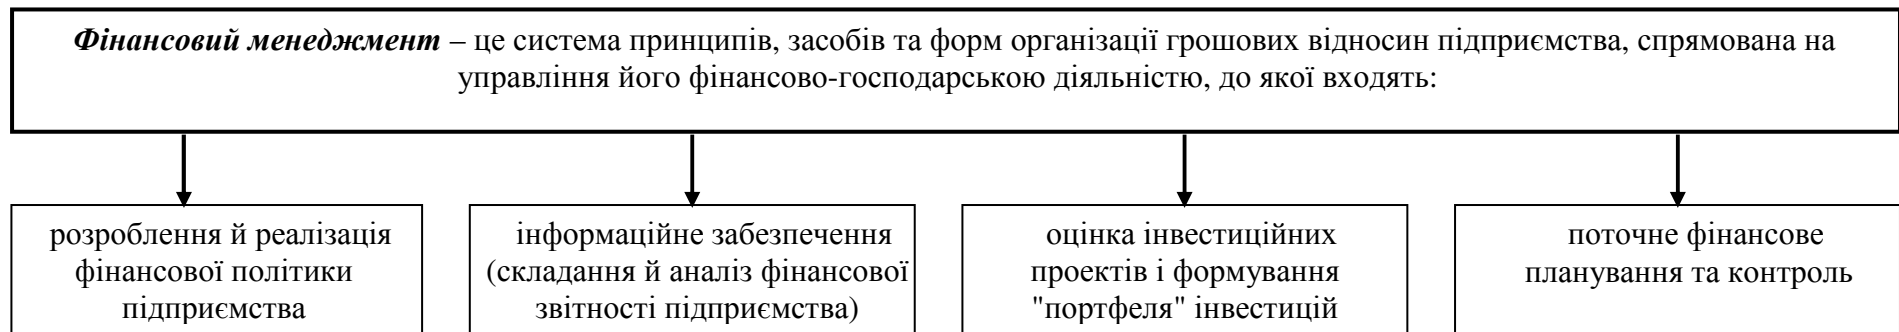 Фінансовий менеджмент – це система принципів, засобів та форм організації грошових відносин підприємства, спрямована на
управління його фінансово-господарською діяльністю, до якої входять:
розроблення й реалізація
фінансової політики
підприємства
інформаційне забезпечення
(складання й аналіз фінансової
звітності підприємства)
оцінка інвестиційних
проектів і формування
"портфеля" інвестицій
поточне фінансове
планування та контроль